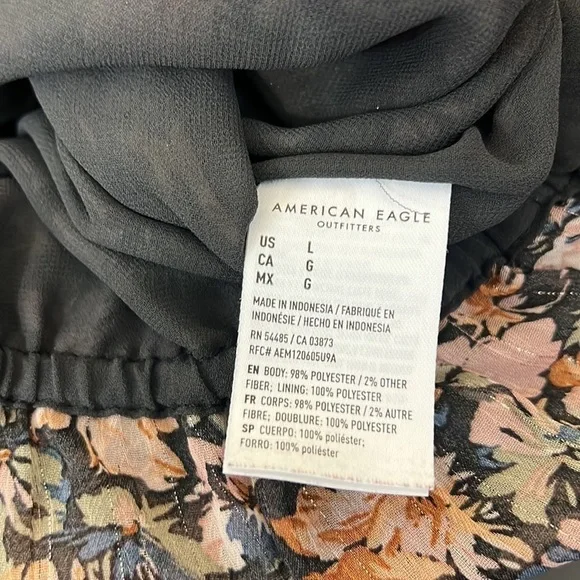 AMERICAN EAGLE
OUTFITTERS
US L
CA G
MX G
MADE IN INDONESIA / FABRIQUÉ EN
INDONÉSIE / HECHO EN INDONESIA
RN 54485 / CA 03873
RFC# AEM120605U9A
EN BODY: 98% POLYESTER / 2% OTHER
FIBER; LINING: 100% POLYESTER
FR CORPS: 98% POLYESTER / 2% AUTRE
FIBRE; DOUBLURE: 100% POLYESTER
SP CUERPO: 100% poliéster;
FORRO: 100% poliéster